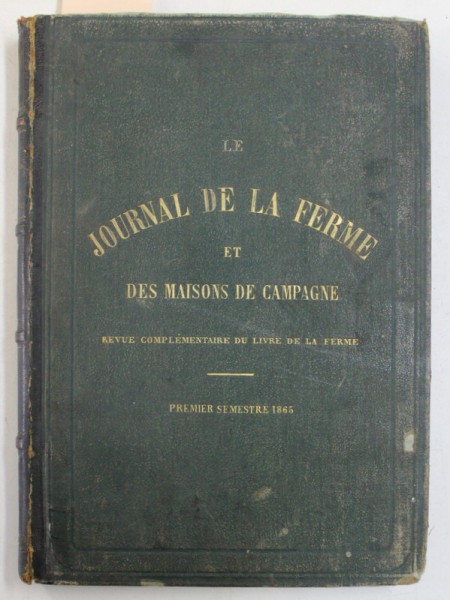 LE
JOURNAL DE LA FERME
ET
DES MAISONS DE CAMPAGNE
REVUE COMPLÉMENTAIRE DU LIVRE DE LA FERME
PREMIER SEMESTRE 1865